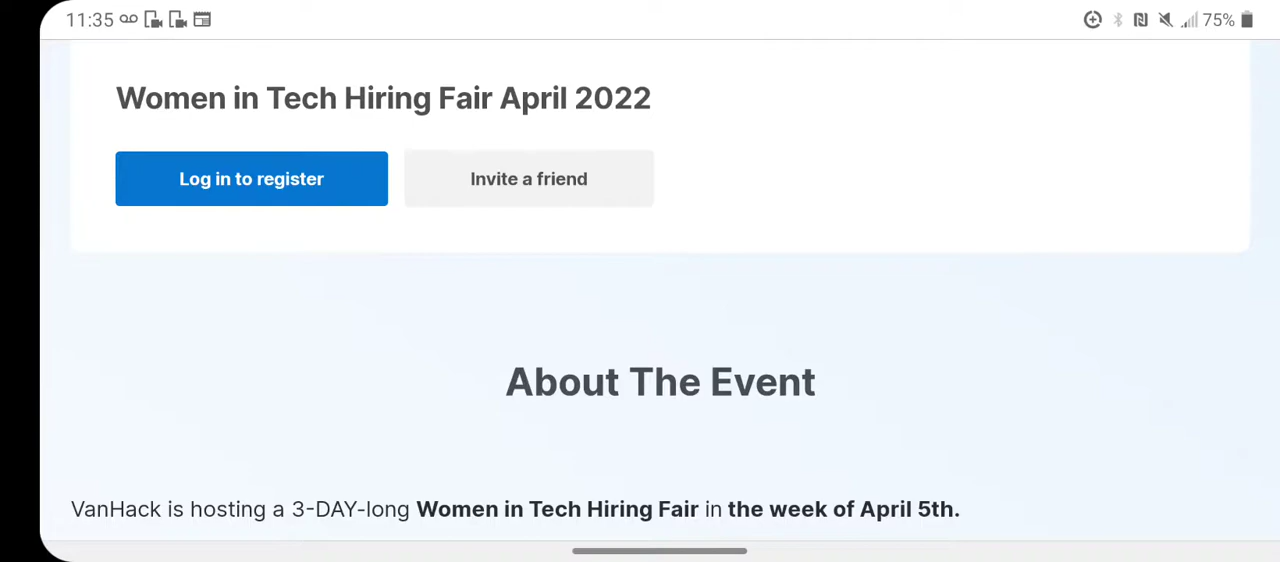 11:35
75%
Women in Tech Hiring Fair April 2022
Log in to register
Invite a friend
About The Event
VanHack is hosting a 3-DAY-long Women in Tech Hiring Fair in the week of April 5th.